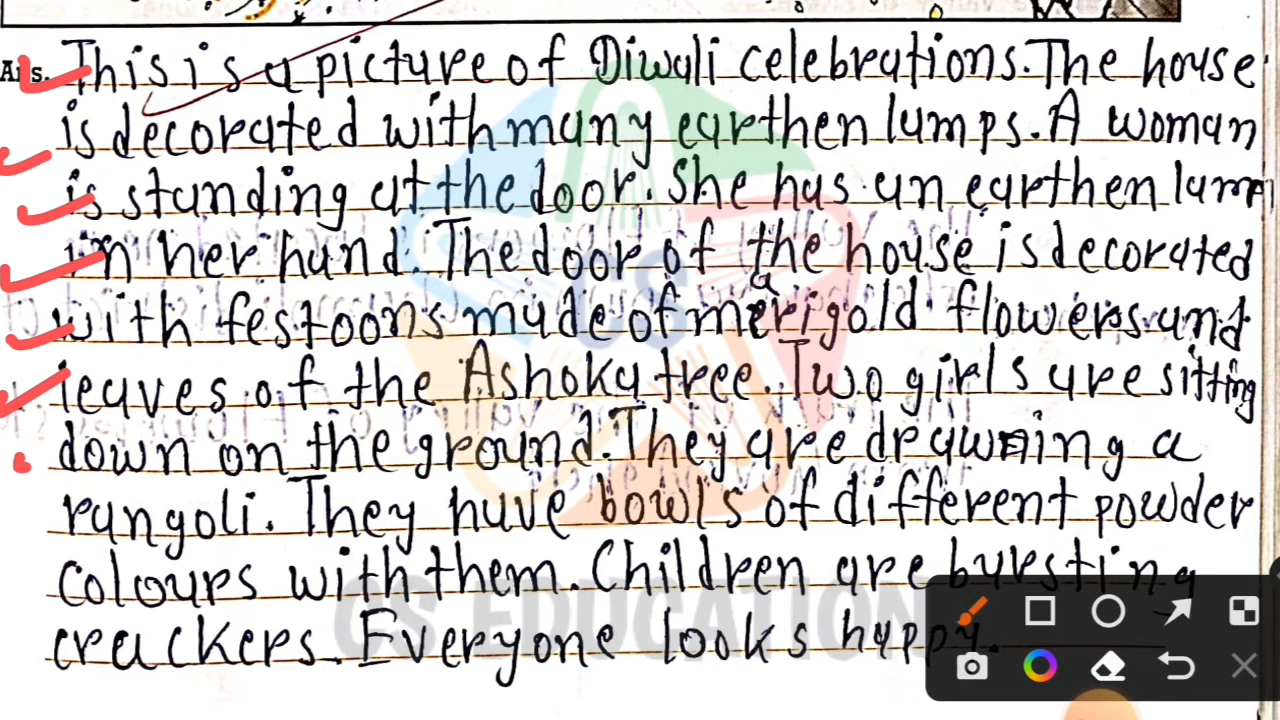 Ans. This is a picture of Diwali celebrations. The house
is decorated with many earthen lamps. A woman
is standing at the door. She has an earthen lamp
in her hand. The door of the house is decorated
with festoons made of marigold flowers and
leaves of the Ashoka tree. Two girls are sitting
down on the ground. They are drawing a
rangoli. They have bowls of different powder
colours with them. Children are bursting
crackers. Everyone looks happy.
CS
CS EDUCATION